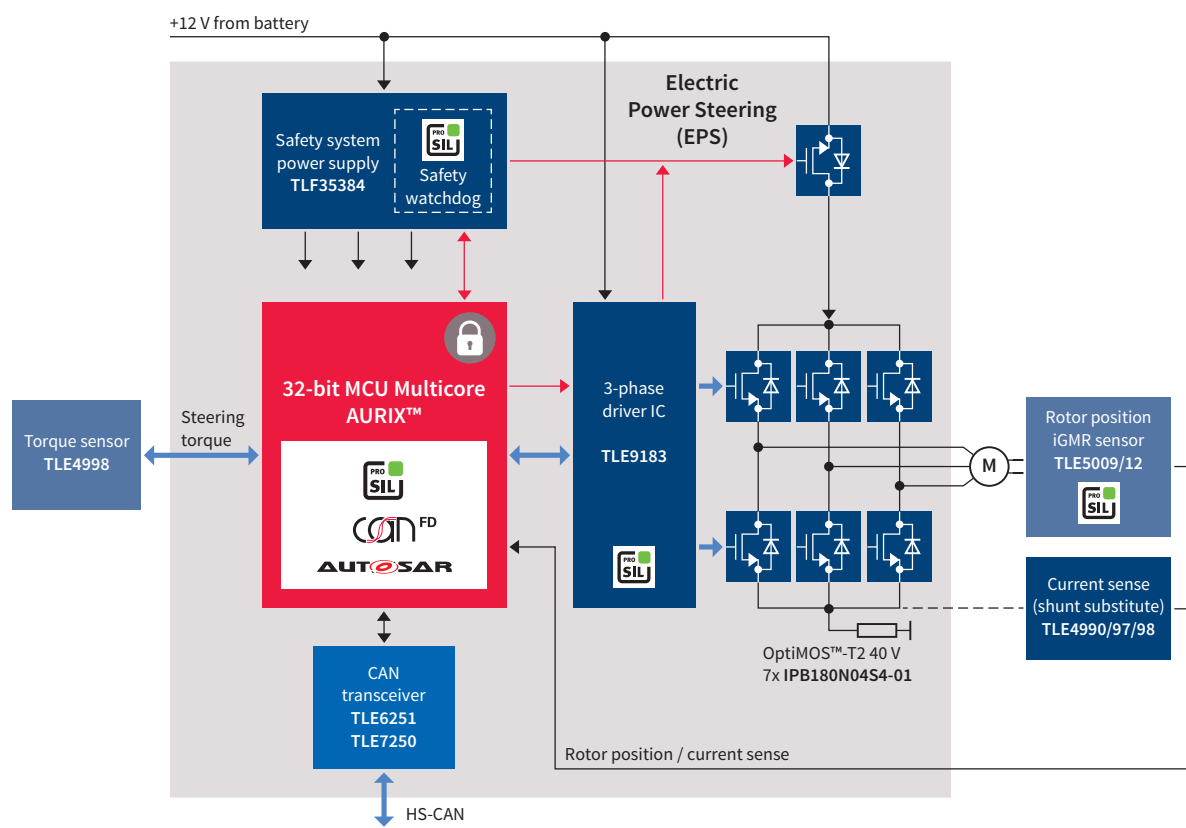 +12 V from battery
Electric
Power Steering
(EPS)
Safety system
power supply
TLF35384
PRO
SIL
Safety
watchdog
32-bit MCU Multicore
AURIX™
PRO
SIL
CAN FD
AUTOSAR
Steering
torque
Torque sensor
TLE4998
3-phase
driver IC
TLE9183
PRO
SIL
M
Rotor position
iGMR sensor
TLE5009/12
PRO
SIL
Current sense
(shunt substitute)
TLE4990/97/98
OptiMOS™-T2 40 V
7x IPB180N04S4-01
CAN
transceiver
TLE6251
TLE7250
Rotor position / current sense
HS-CAN